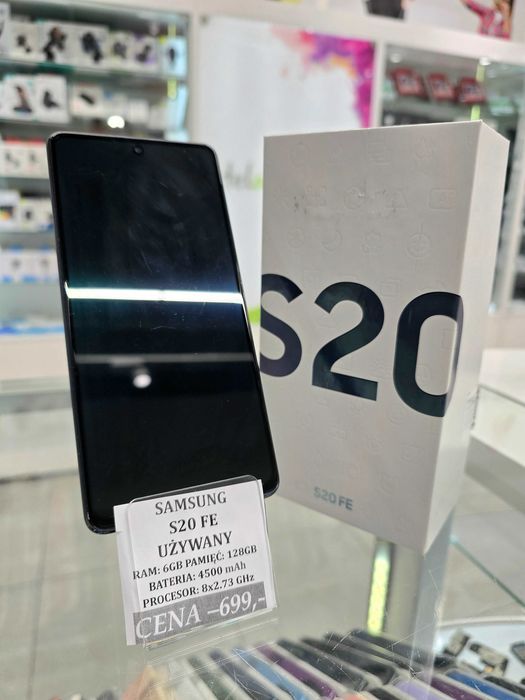 S20
S20 FE
SAMSUNG
S20 FE
UŻYWANY
RAM: 6GB PAMIĘĆ: 128GB
BATERIA: 4500 mAh
PROCESOR: 8x2.73 GHz
CENA –699,-